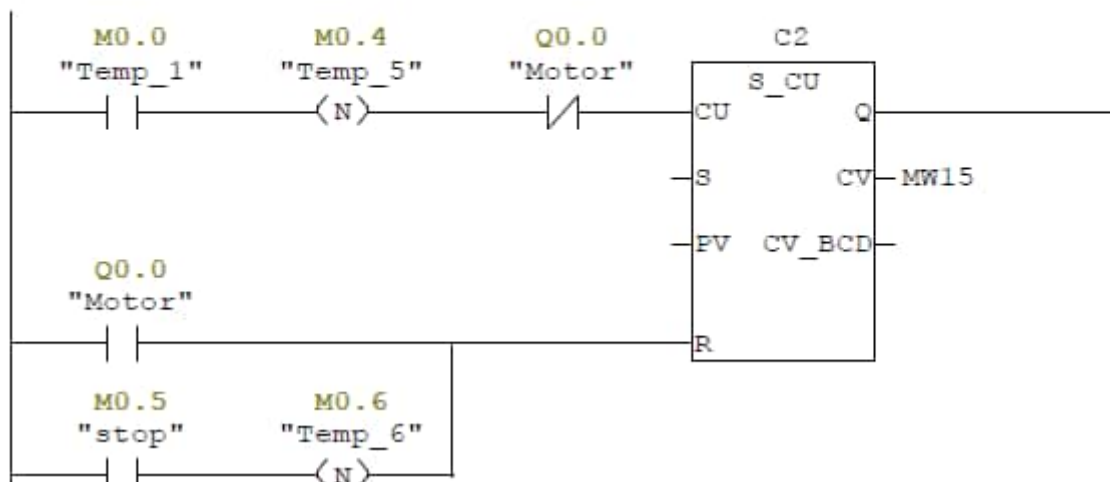 M0.0 M0.4 Q0.0 C2
"Temp_1" "Temp_5" "Motor" S_CU
(N) CU Q
S CV MW15
PV CV_BCD
Q0.0
"Motor"
R
M0.5 M0.6
"stop" "Temp_6"
(N)